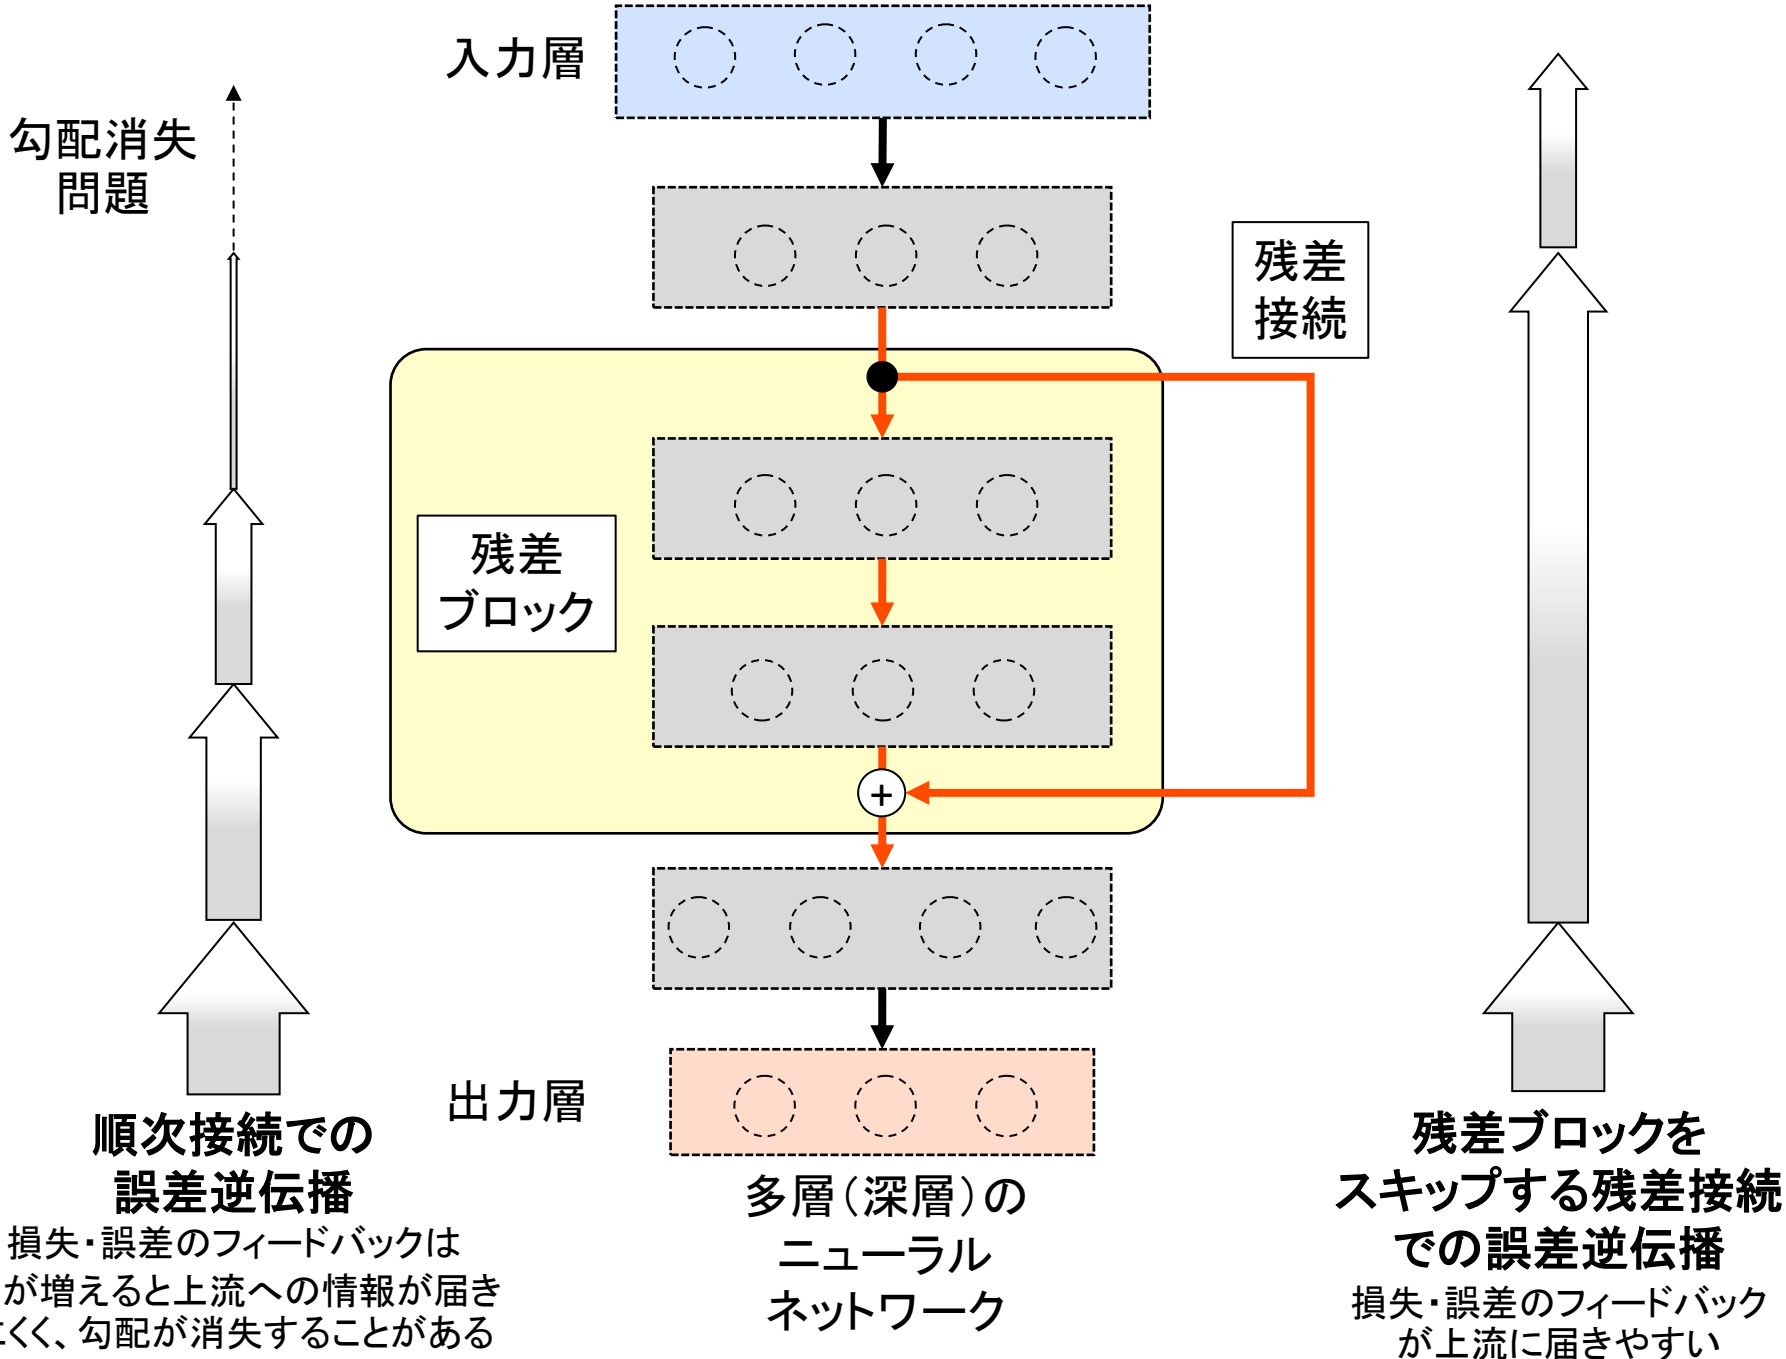 入力層
勾配消失
問題
残差
接続
残差
ブロック
+
出力層
順次接続での
誤差逆伝播
損失・誤差のフィードバックは
が増えると上流への情報が届き
くく、勾配が消失することがある
多層(深層)の
ニューラル
ネットワーク
残差ブロックを
スキップする残差接続
での誤差逆伝播
損失・誤差のフィードバック
が上流に届きやすい